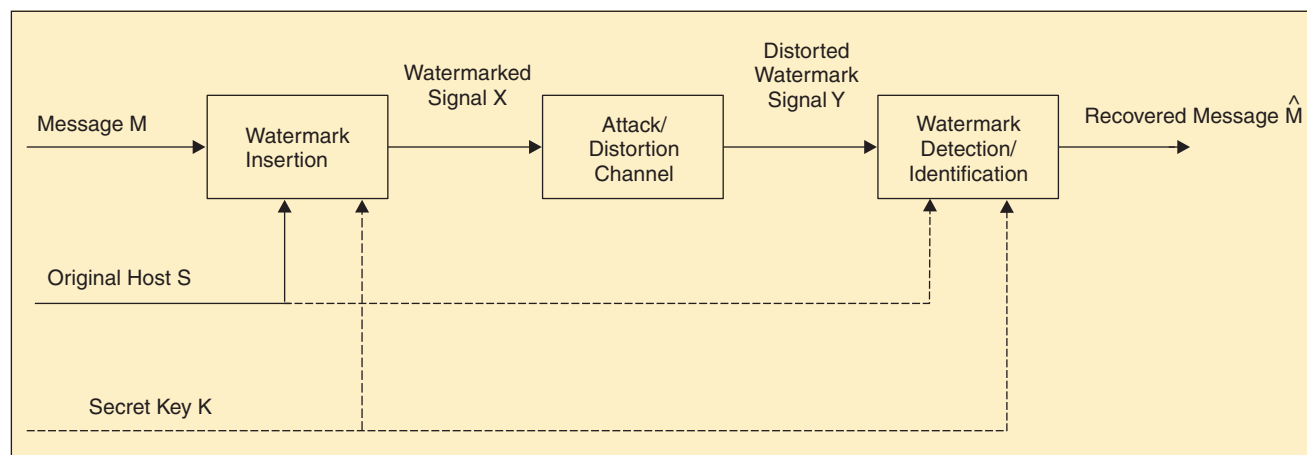 Watermarked
Signal X
Distorted
Watermark
Signal Y
Message M
Watermark
Insertion
Attack/
Distortion
Channel
Watermark
Detection/
Identification
Recovered Message M̂
Original Host S
Secret Key K